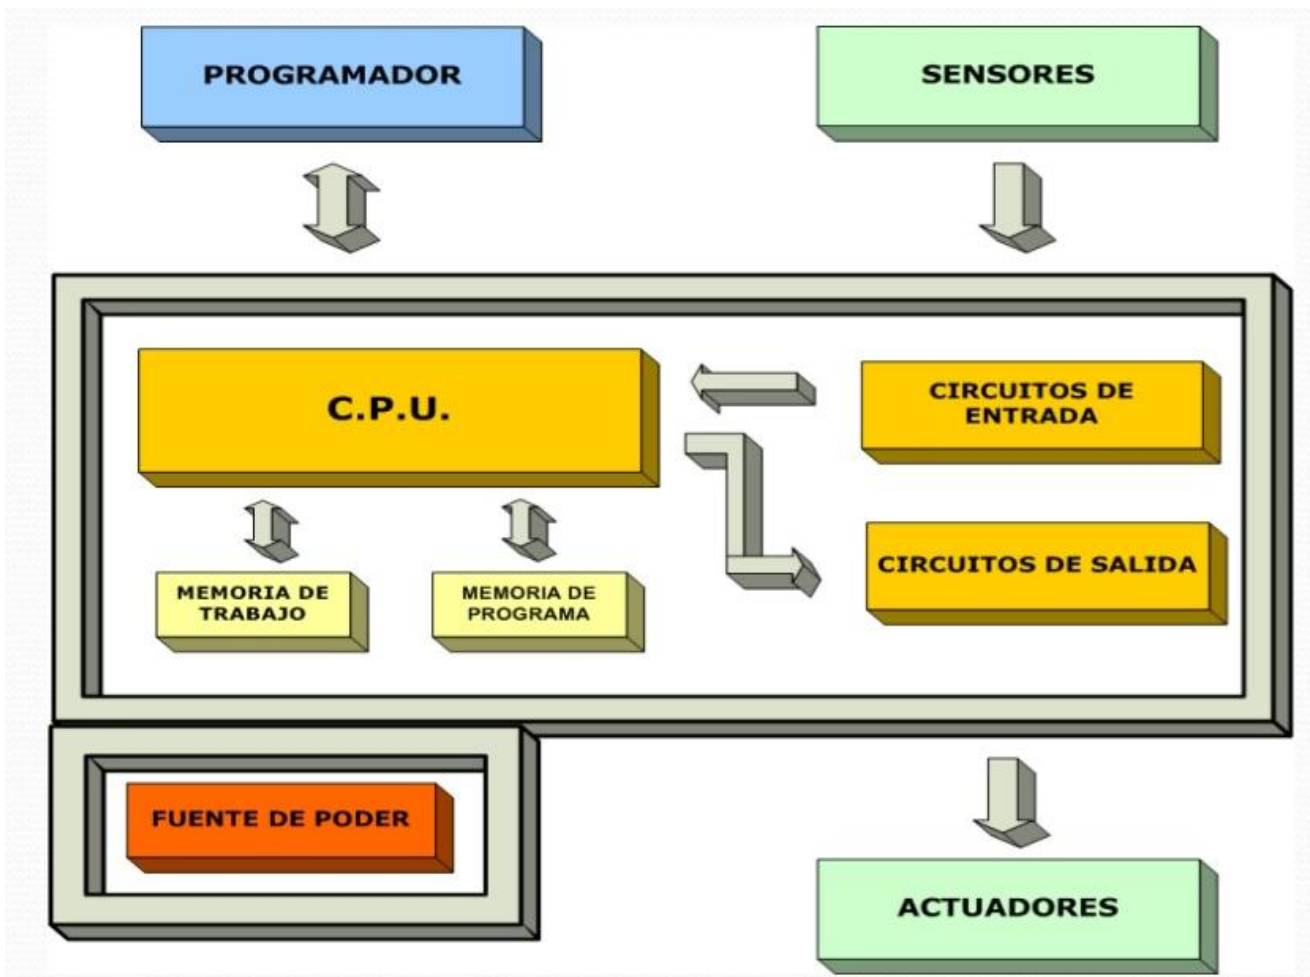 PROGRAMADOR
SENSORES
C.P.U.
CIRCUITOS DE
ENTRADA
CIRCUITOS DE SALIDA
MEMORIA DE
TRABAJO
MEMORIA DE
PROGRAMA
FUENTE DE PODER
ACTUADORES